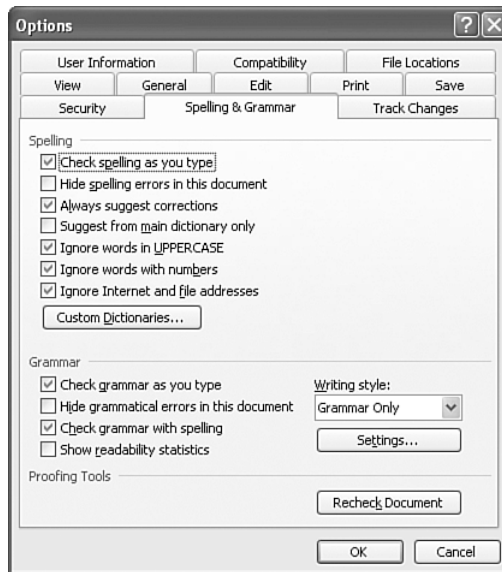 Options
User Information Compatibility File Locations
View General Edit Print Save
Security Spelling & Grammar Track Changes
Spelling
Check spelling as you type
Hide spelling errors in this document
Always suggest corrections
Suggest from main dictionary only
Ignore words in UPPERCASE
Ignore words with numbers
Ignore Internet and file addresses
Custom Dictionaries...
Grammar
Check grammar as you type Writing style:
Hide grammatical errors in this document Grammar Only
Check grammar with spelling
Show readability statistics Settings...
Proofing Tools
Recheck Document
OK Cancel